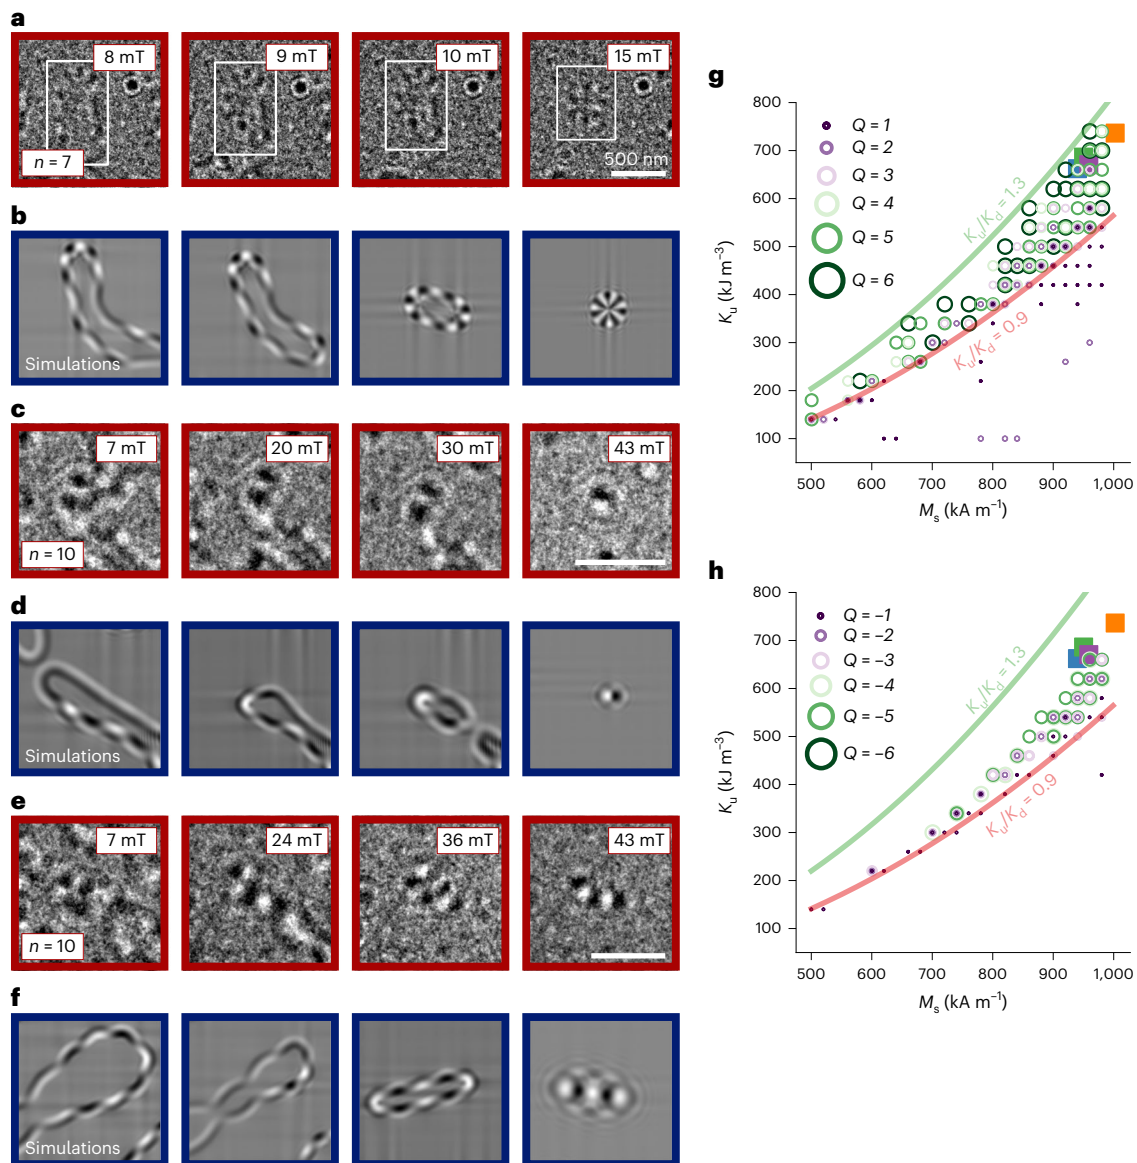 a
8 mT
9 mT
10 mT
15 mT
n = 7
500 nm
b
Simulations
c
7 mT
20 mT
30 mT
43 mT
n = 10
d
Simulations
e
7 mT
24 mT
36 mT
43 mT
n = 10
f
Simulations
g
800
700
600
500
400
300
200
100
Ku (kJ m−3)
Q = 1
Q = 2
Q = 3
Q = 4
Q = 5
Q = 6
Ku/Kd = 1.3
Ku/Kd = 0.9
500 600 700 800 900 1,000
Ms (kA m−1)
h
800
700
600
500
400
300
200
100
Ku (kJ m−3)
Q = −1
Q = −2
Q = −3
Q = −4
Q = −5
Q = −6
Ku/Kd = 1.3
Ku/Kd = 0.9
500 600 700 800 900 1,000
Ms (kA m−1)